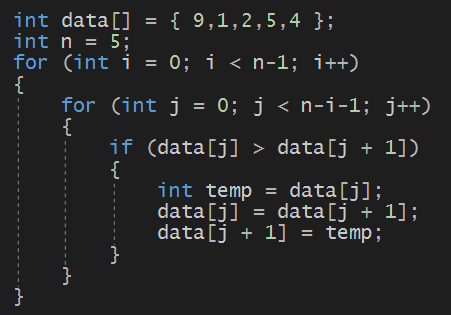 int data[] = { 9,1,2,5,4 };
int n = 5;
for (int i = 0; i < n-1; i++)
{
    for (int j = 0; j < n-i-1; j++)
    {
        if (data[j] > data[j + 1])
        {
            int temp = data[j];
            data[j] = data[j + 1];
            data[j + 1] = temp;
        }
    }
}